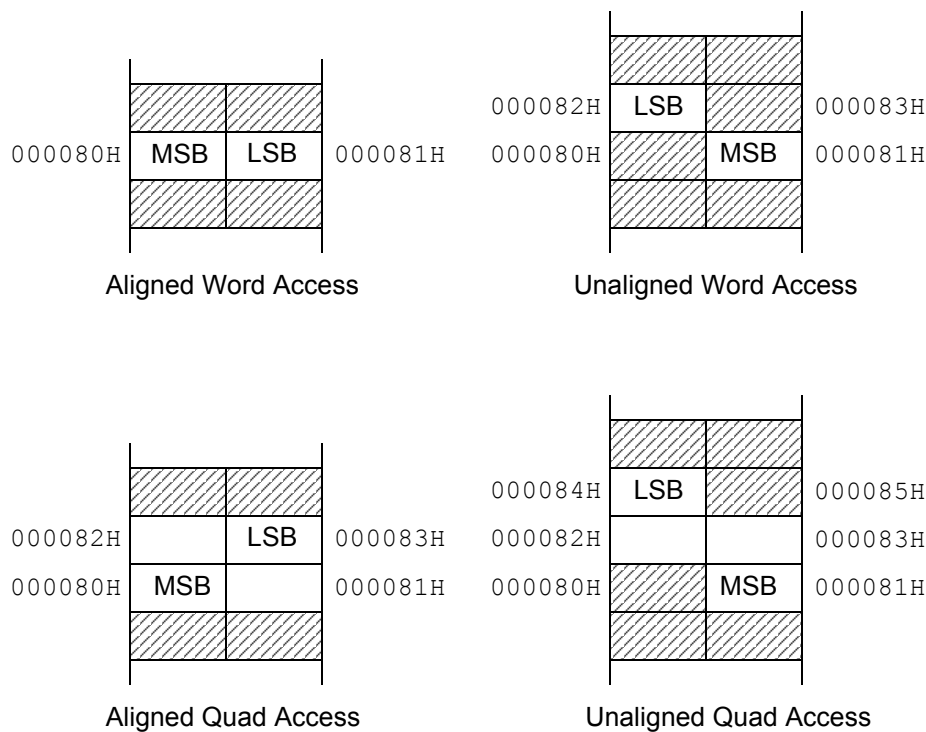 000080H MSB LSB 000081H
Aligned Word Access
000082H LSB 000083H
000080H MSB 000081H
Unaligned Word Access
000082H LSB 000083H
000080H MSB 000081H
Aligned Quad Access
000084H LSB 000085H
000082H 000083H
000080H MSB 000081H
Unaligned Quad Access